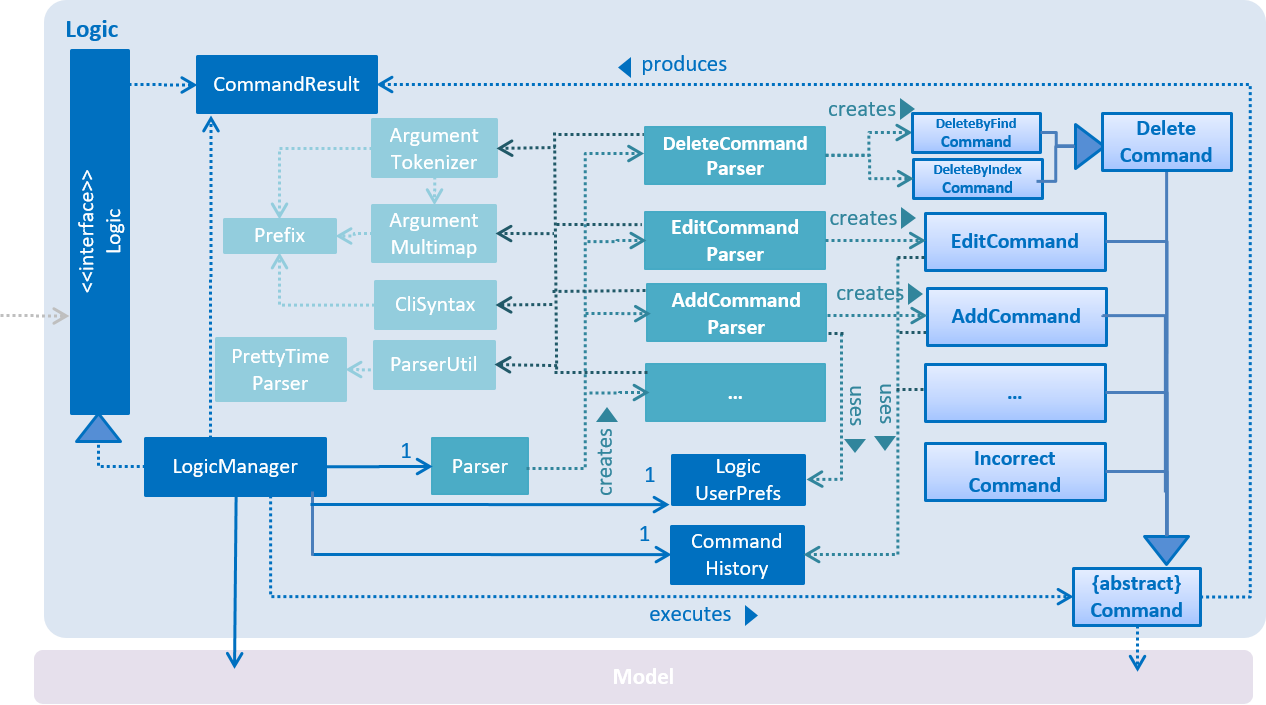 Logic
<<interface>>
Logic
CommandResult
produces
Argument
Tokenizer
Argument
Multimap
Prefix
CliSyntax
PrettyTime
Parser
ParserUtil
DeleteCommand
Parser
EditCommand
Parser
AddCommand
Parser
...
creates
DeleteByFind
Command
DeleteByIndex
Command
Delete
Command
creates
EditCommand
creates
AddCommand
...
Incorrect
Command
uses
uses
creates
LogicManager
1
Parser
1
Logic
UserPrefs
1
Command
History
executes
{abstract}
Command
Model